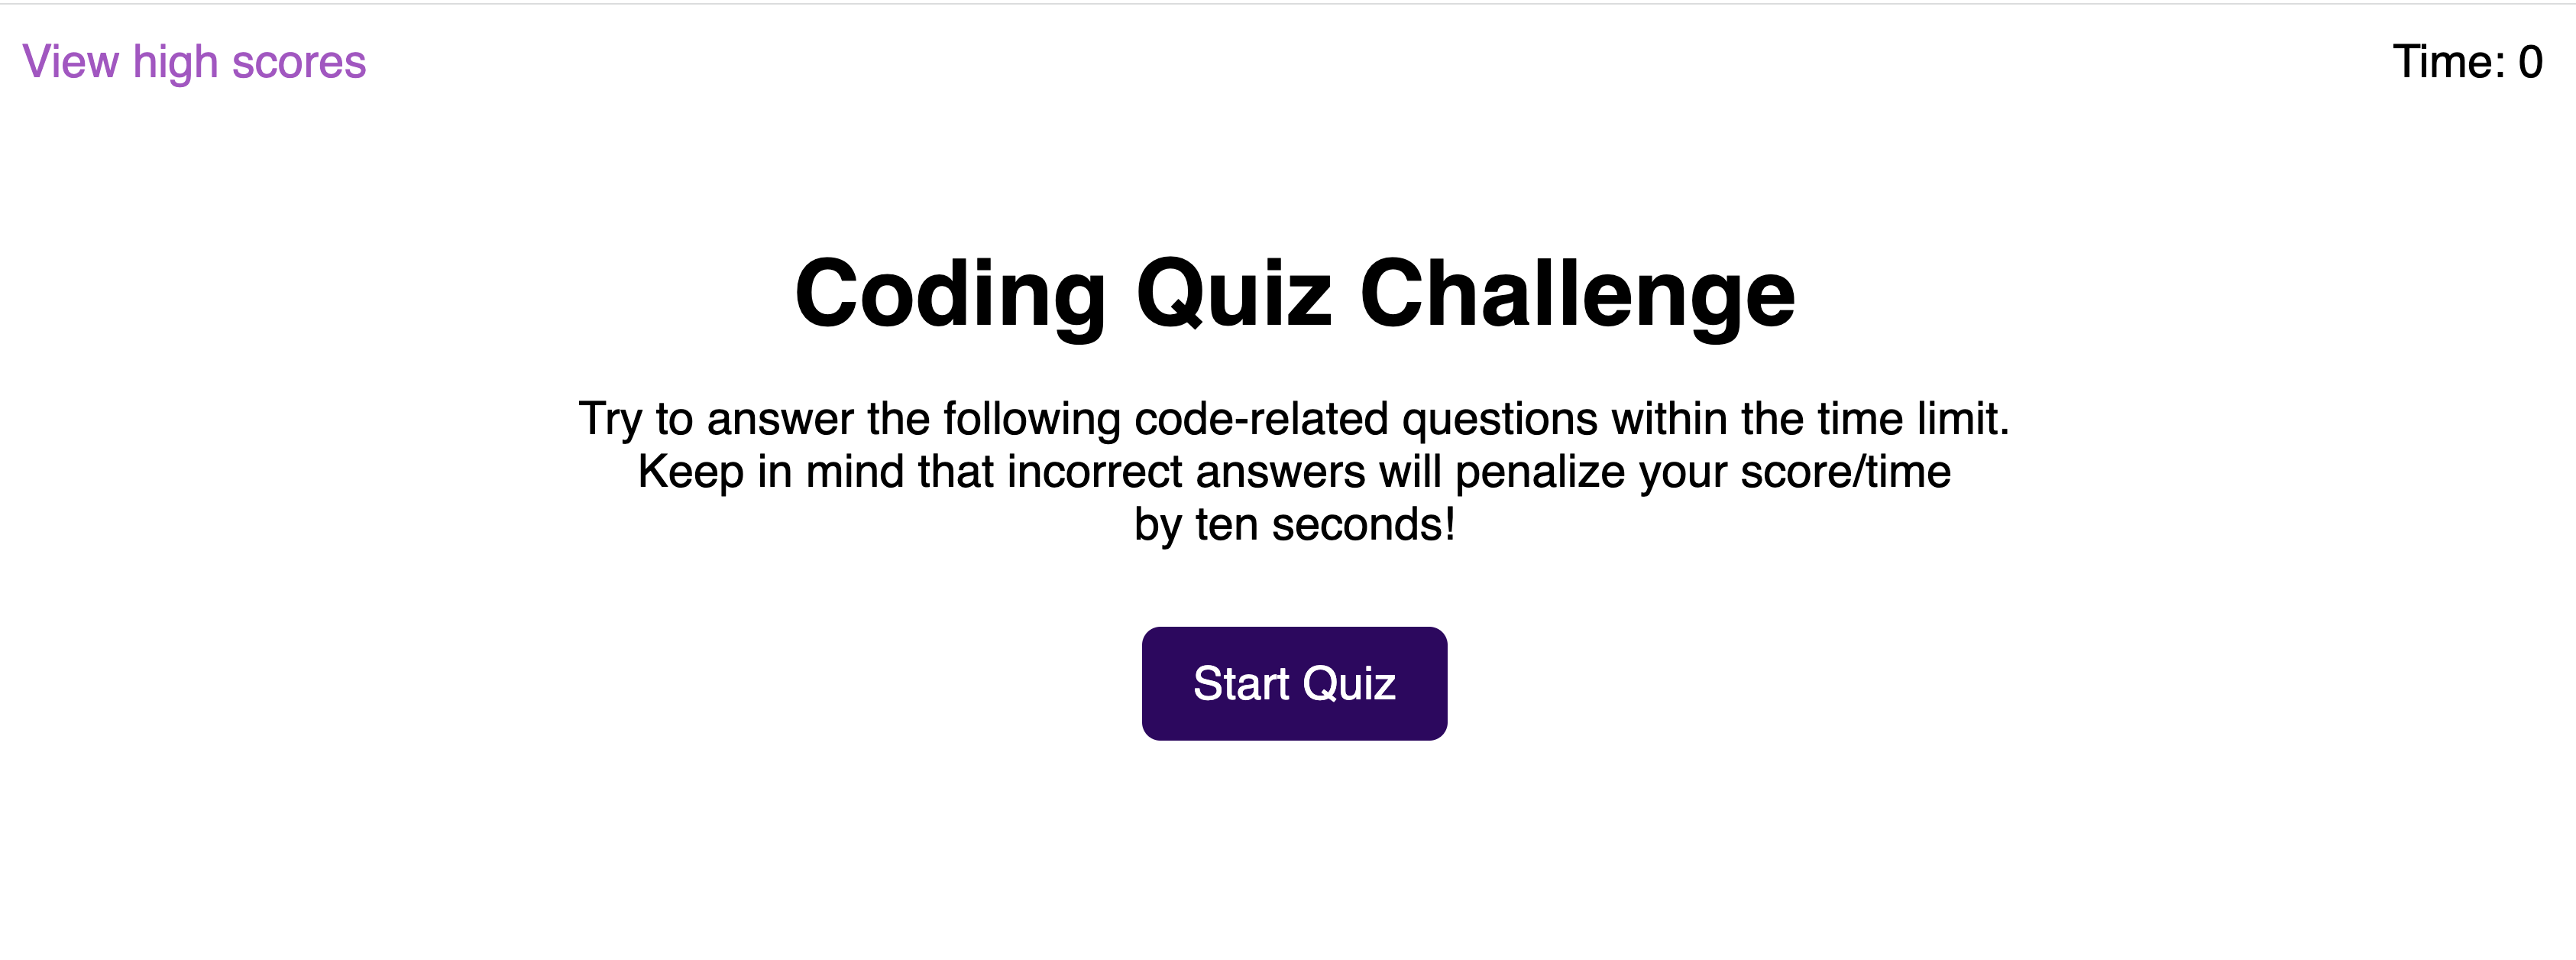 View high scores
Time: 0
Coding Quiz Challenge
Try to answer the following code-related questions within the time limit.
Keep in mind that incorrect answers will penalize your score/time
by ten seconds!
Start Quiz